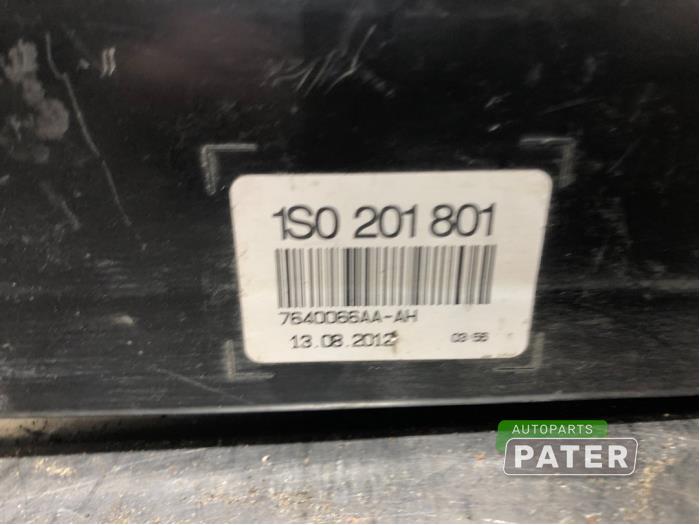 1S0 201 801
7640066AA-AH
13.08.2012 03:56
AUTOPARTS
PATER